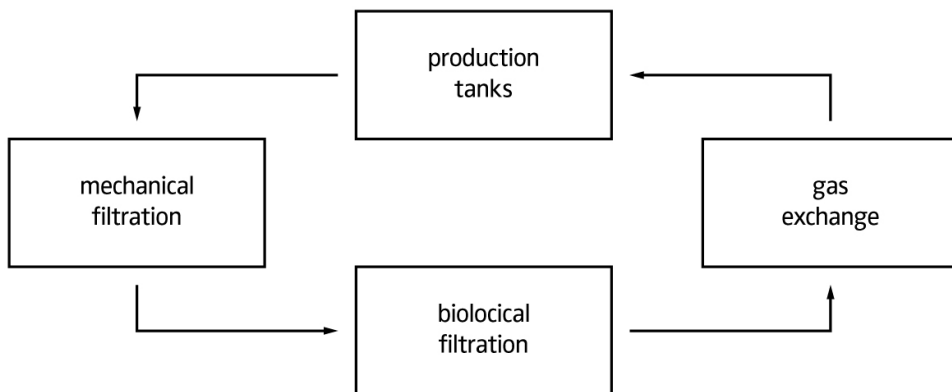 production
tanks
mechanical
filtration
gas
exchange
biolocical
filtration